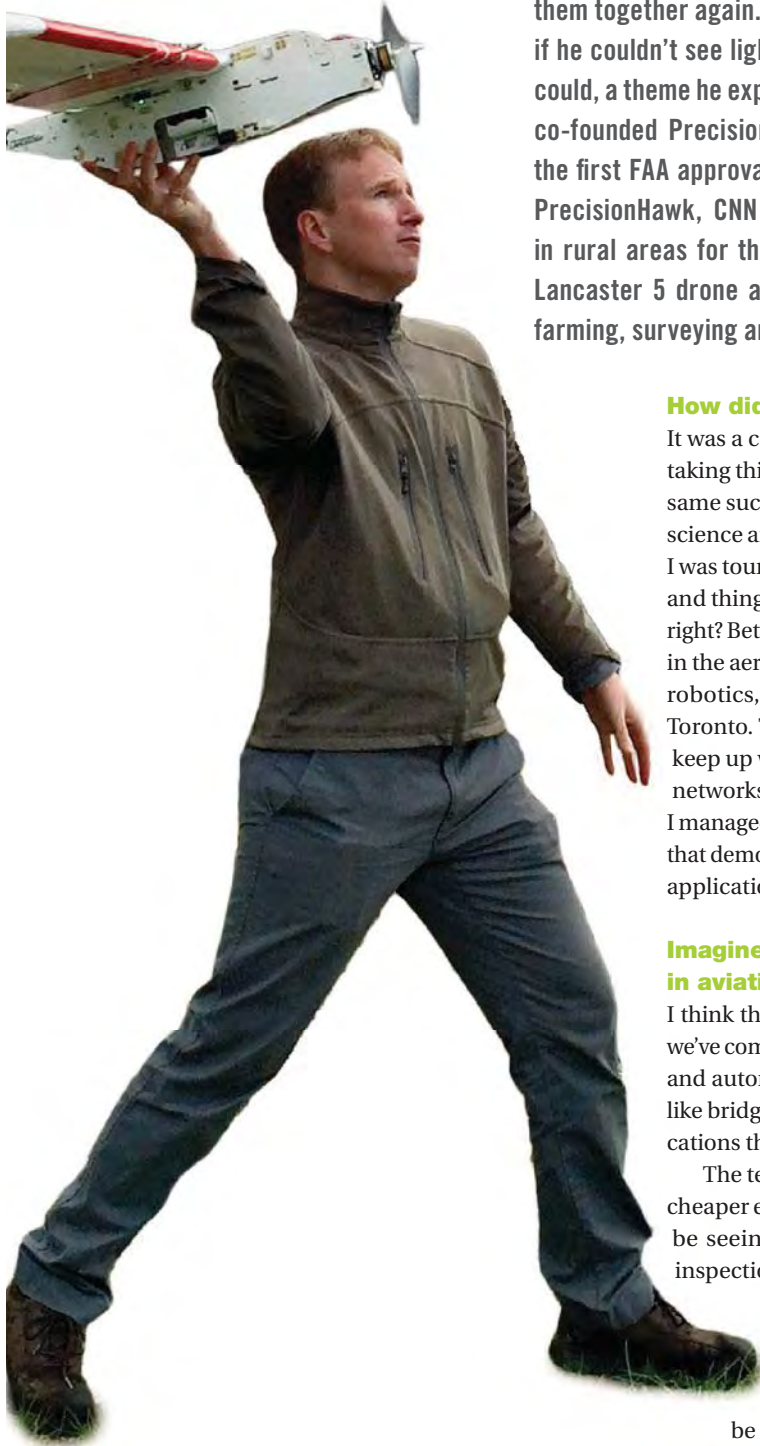 them together again.
if he couldn't see ligh
could, a theme he exp
co-founded Precision
the first FAA approva
PrecisionHawk, CNN
in rural areas for th
Lancaster 5 drone a
farming, surveying an
How did
It was a c
taking thi
same suc
science a
I was tour
and thing
right? Bet
in the aer
robotics,
Toronto. T
keep up w
networks
I manage
that demo
applicatio
Imagine
in aviati
I think th
we've com
and autor
like bridg
cations th
The te
cheaper e
be seein
inspectio
be